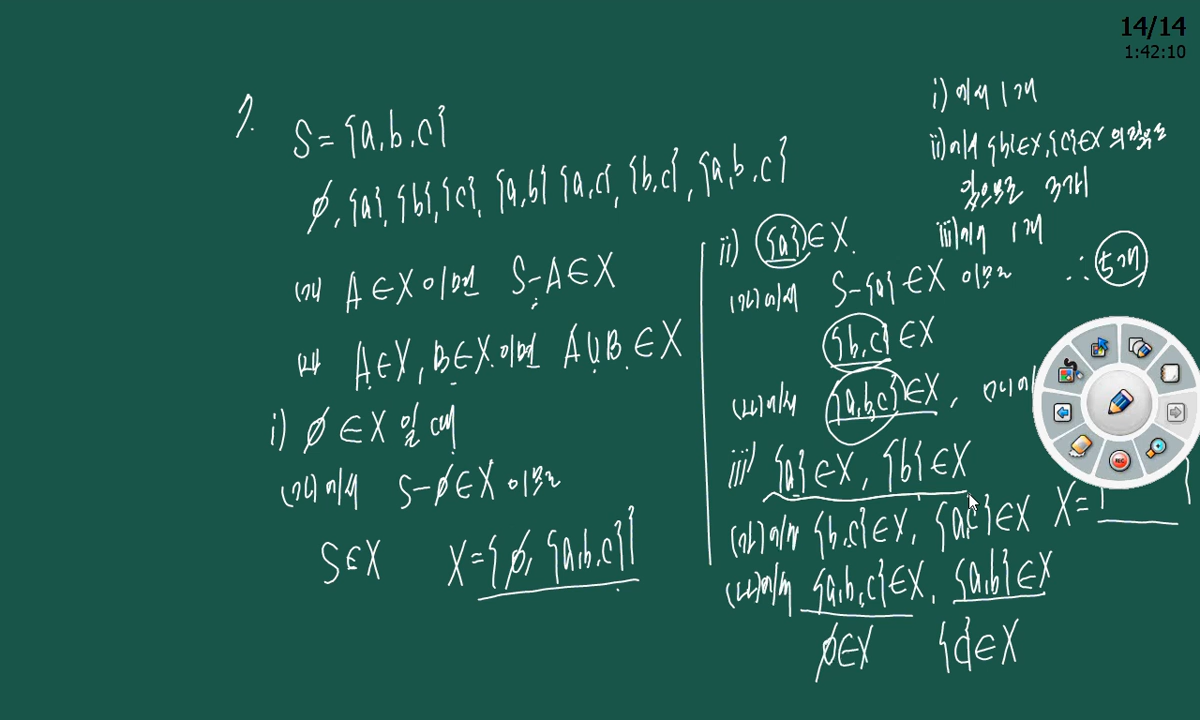 14/14
1:42:10
7.
S={a,b,c}
∅, {a}, {b}, {c}, {a,b} {a,c}, {b,c}, {a,b,c}
(가) A∈X 이면 S-A∈X
(나) A∈X, B∈X 이면 A∪B∈X
i) ∅∈X 일 때
(가)에서 S-∅∈X 이므로
S∈X X={∅, {a,b,c}}
ii) {a}∈X
(가)에서 S-{a}∈X 이므로
{b,c}∈X
(나)에서 {a,b,c}∈X,
iii) {a}∈X, {b}∈X
(가)에서 {b,c}∈X, {a,c}∈X X={
(나)에서 {a,b,c}∈X, {a,b}∈X
∅∈X {c}∈X
i)에서 1개
ii)에서 {b}∈X, {c}∈X 의 경우도
있으므로 3개
iii)에서 1개
∴ 5개
REC